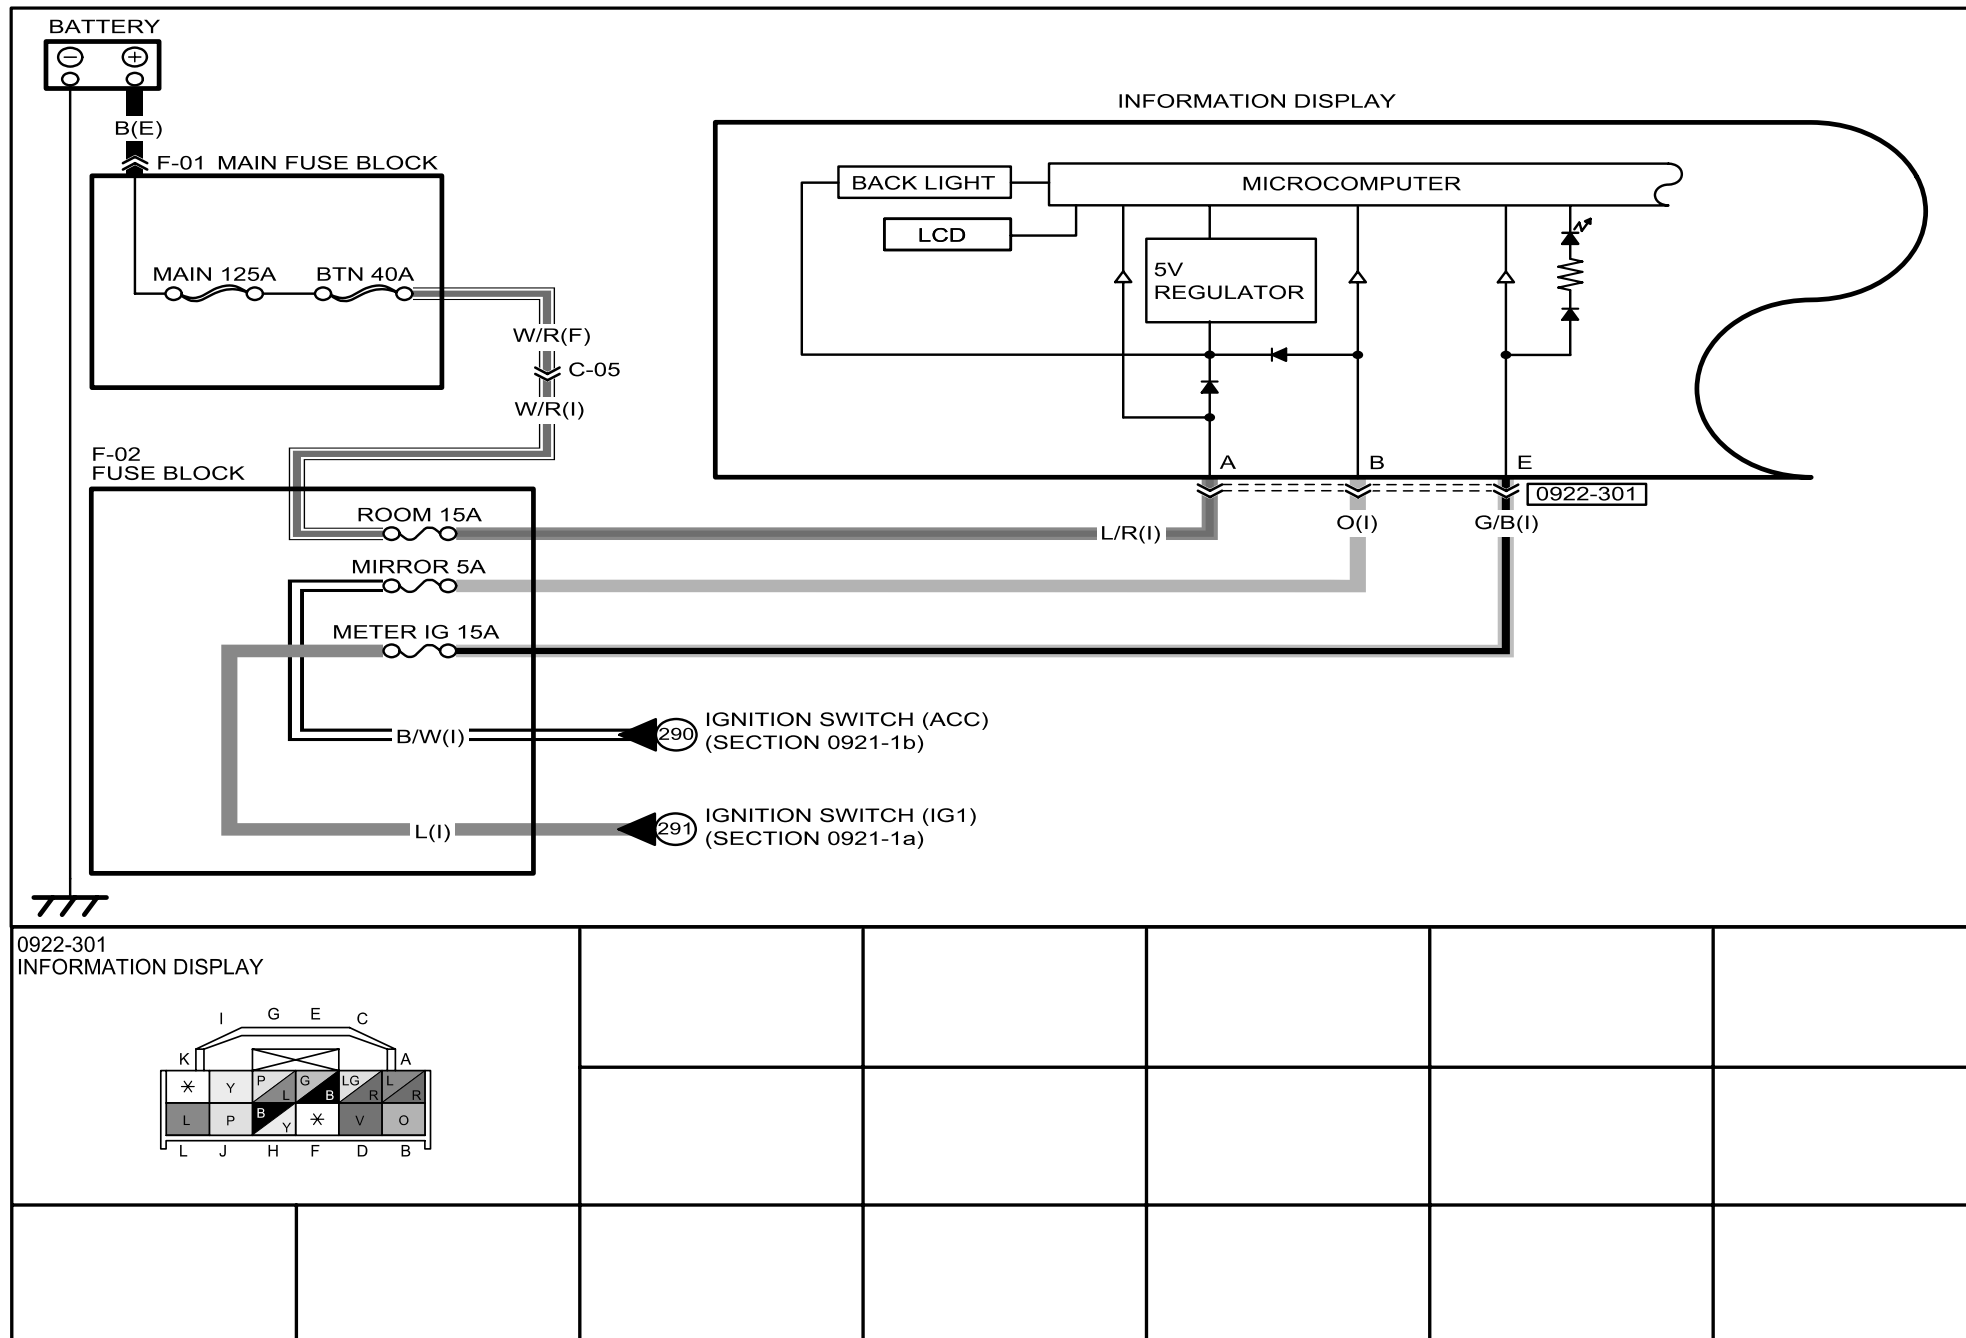 BATTERY
− +
B(E)
F-01 MAIN FUSE BLOCK
MAIN 125A BTN 40A
W/R(F)
C-05
W/R(I)
INFORMATION DISPLAY
BACK LIGHT
MICROCOMPUTER
LCD
5V
REGULATOR
A B E
0922-301
F-02
FUSE BLOCK
ROOM 15A
L/R(I)
O(I)
G/B(I)
MIRROR 5A
METER IG 15A
B/W(I)
290
IGNITION SWITCH (ACC)
(SECTION 0921-1b)
L(I)
291
IGNITION SWITCH (IG1)
(SECTION 0921-1a)
0922-301
INFORMATION DISPLAY
I G E C
K A
* Y P L G B LG R L R
L P B Y * V O
L J H F D B